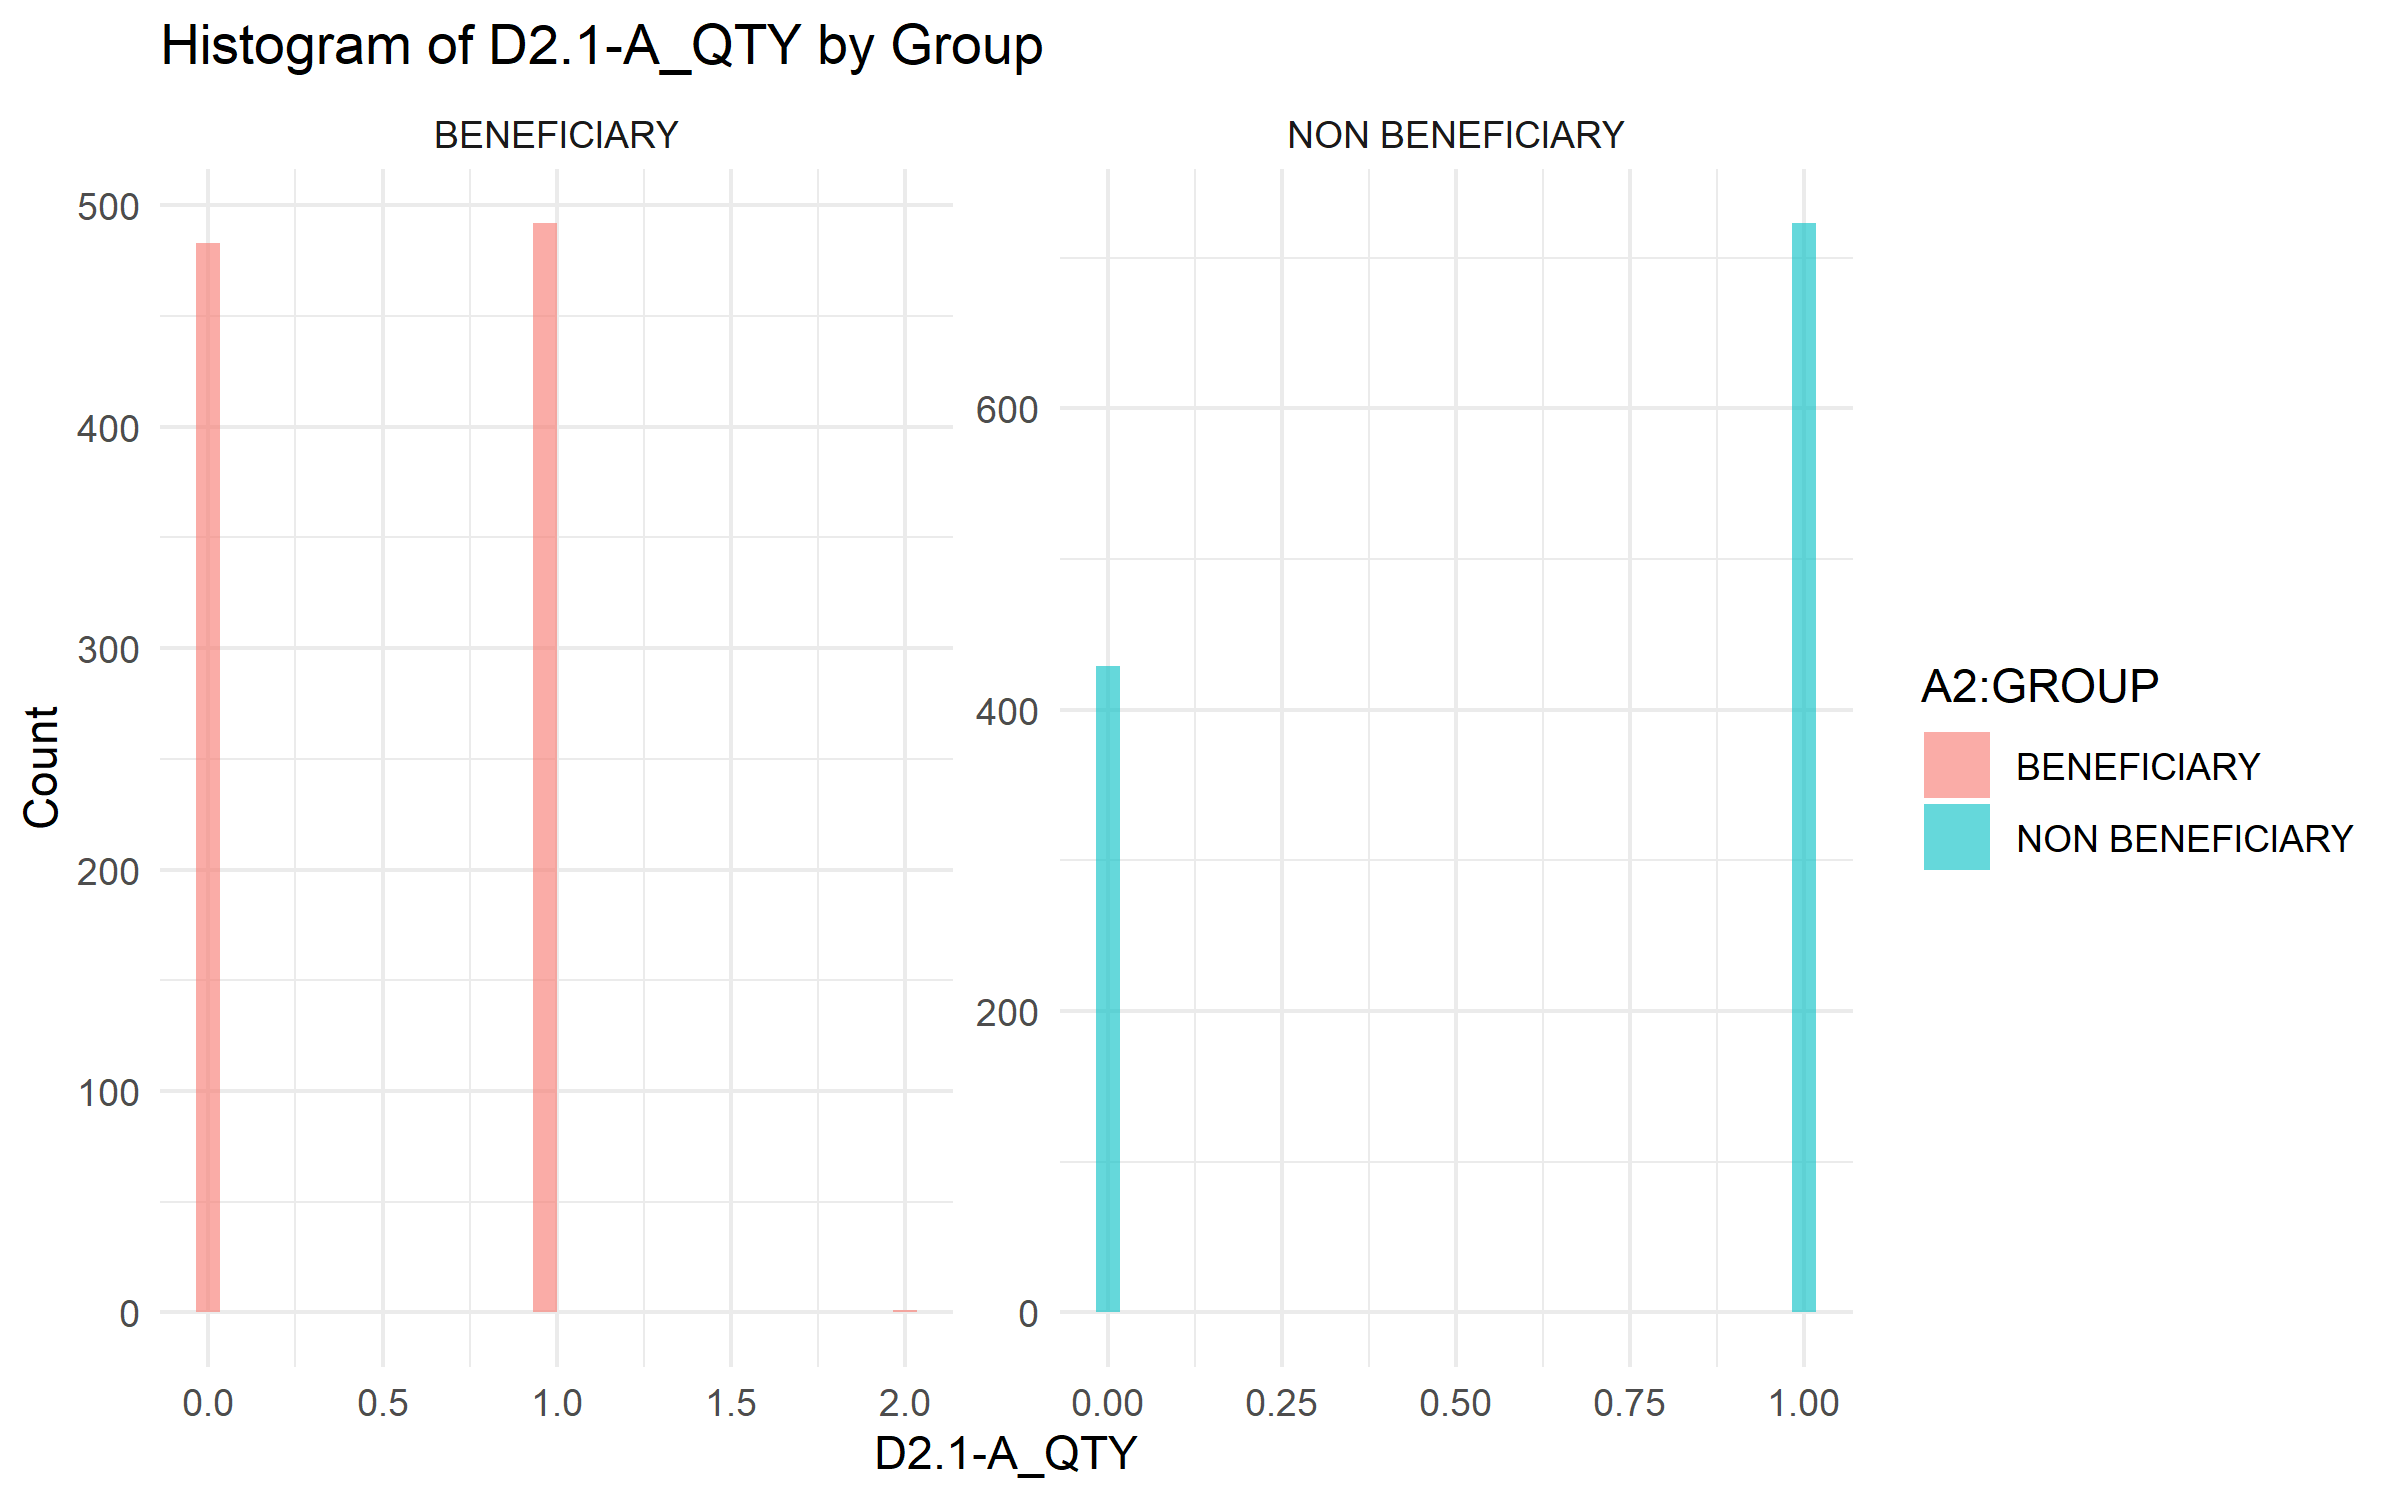 Histogram of D2.1-A_QTY by Group
BENEFICIARY
NON BENEFICIARY
500
400
300
200
100
0
600
400
200
0
Count
0.0 0.5 1.0 1.5 2.0
0.00 0.25 0.50 0.75 1.00
D2.1-A_QTY
A2:GROUP
BENEFICIARY
NON BENEFICIARY